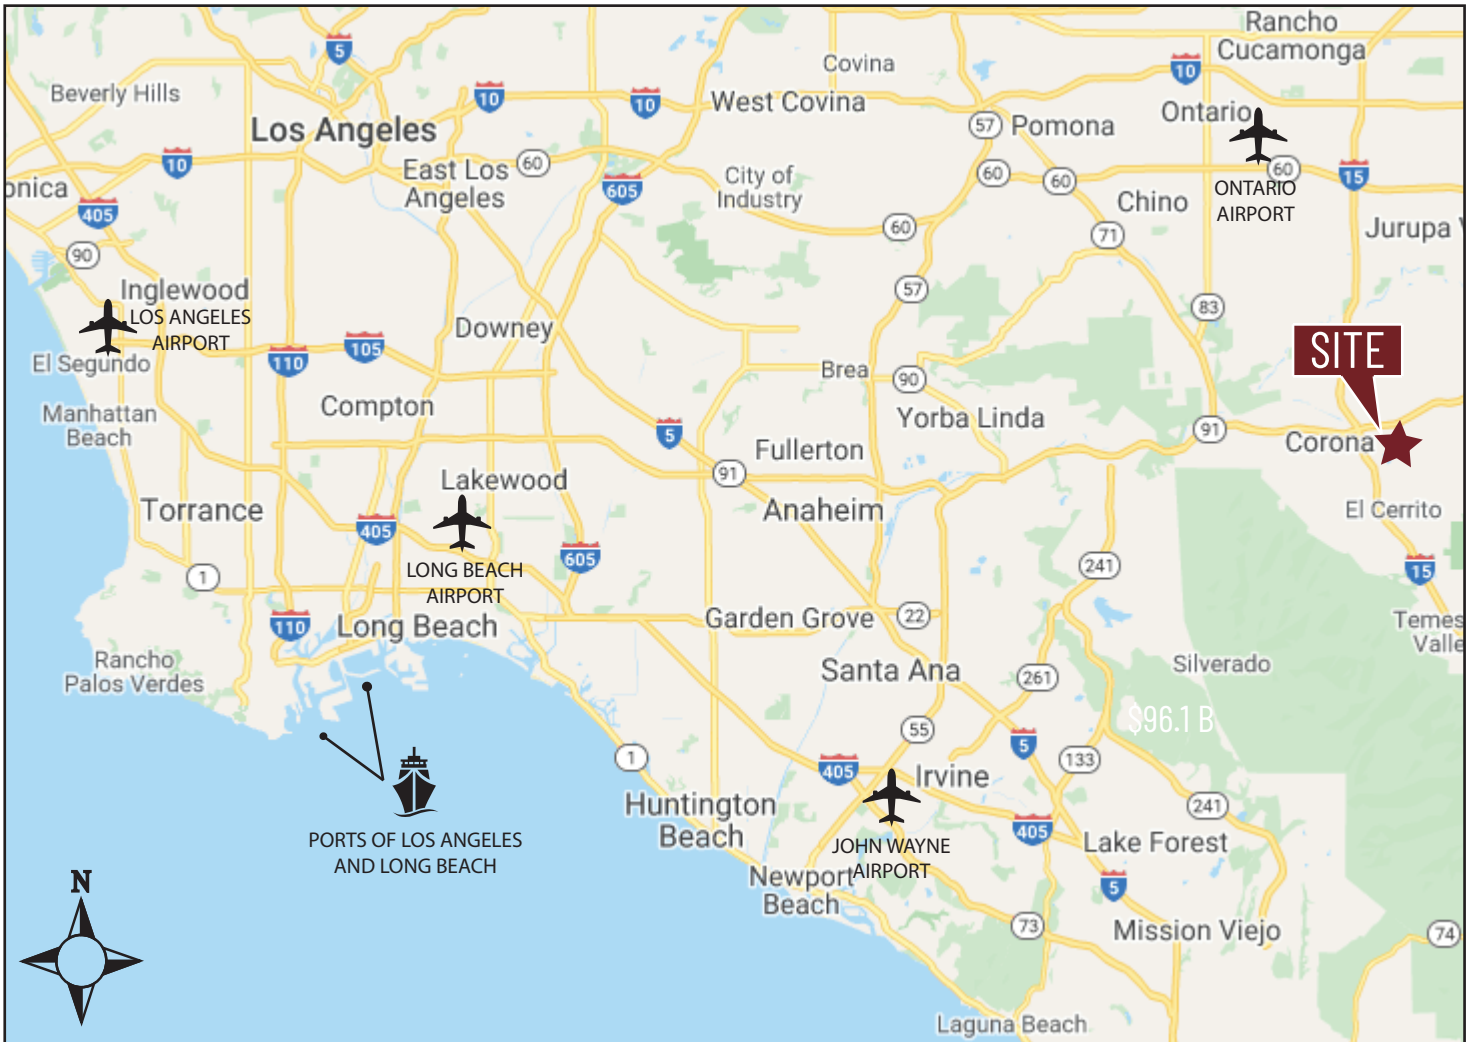 Rancho
Cucamonga
5
Covina
10
Beverly Hills
10
10
West Covina
Ontario
57
Pomona
Los Angeles
10
East Los
Angeles
60
60
60
60
15
City of
Industry
605
onica
405
ONTARIO
AIRPORT
Chino
60
71
Jurupa
90
Inglewood
LOS ANGELES
AIRPORT
57
83
Downey
SITE
El Segundo
110
105
Brea
90
Manhattan
Beach
Compton
Yorba Linda
5
91
Corona
Fullerton
91
Lakewood
Torrance
405
Anaheim
El Cerrito
605
LONG BEACH
AIRPORT
1
241
15
110
Long Beach
Garden Grove
22
Temes
Valle
Rancho
Palos Verdes
Santa Ana
261
Silverado
$96.1 B
55
5
1
405
133
Irvine
PORTS OF LOS ANGELES
AND LONG BEACH
Huntington
Beach
241
405
JOHN WAYNE
AIRPORT
Lake Forest
N
Newport
Beach
5
73
Mission Viejo
74
Laguna Beach